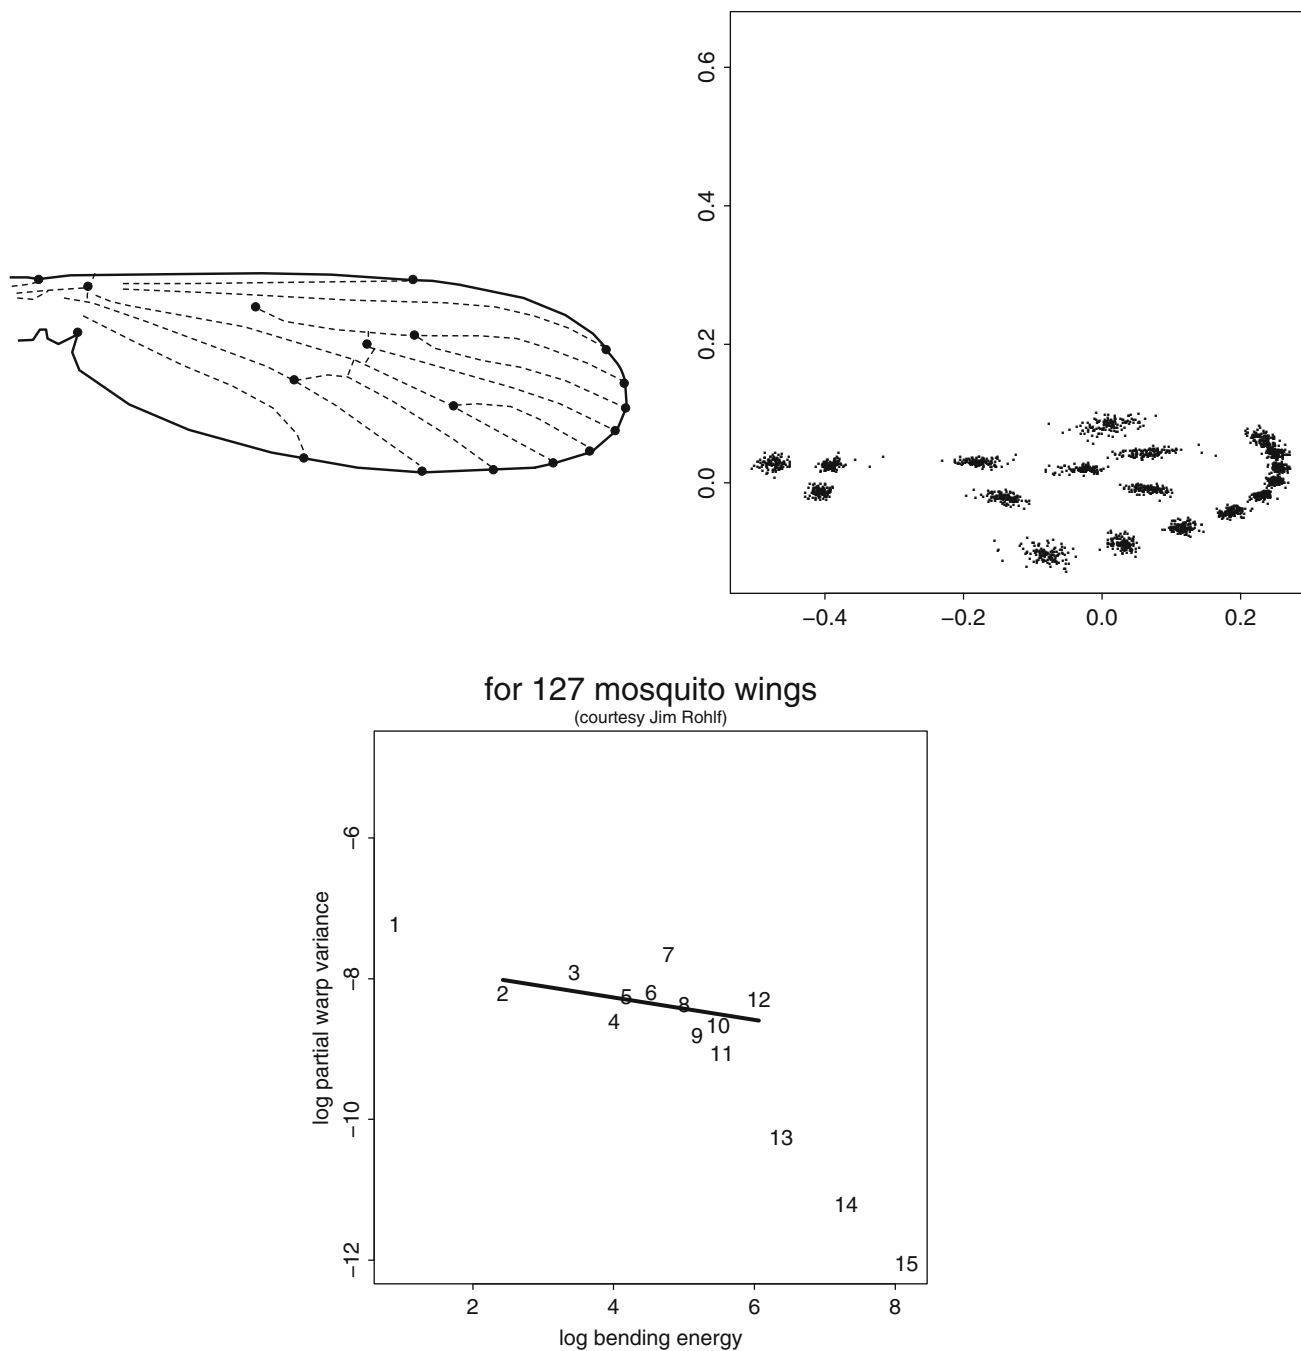 0.6
0.4
0.2
0.0
−0.4 −0.2 0.0 0.2
for 127 mosquito wings
(courtesy Jim Rohlf)
log partial warp variance
−6
−8
−10
−12
1
7
3
2 5 6 12
8
4 10
9
11
13
14
15
2 4 6 8
log bending energy